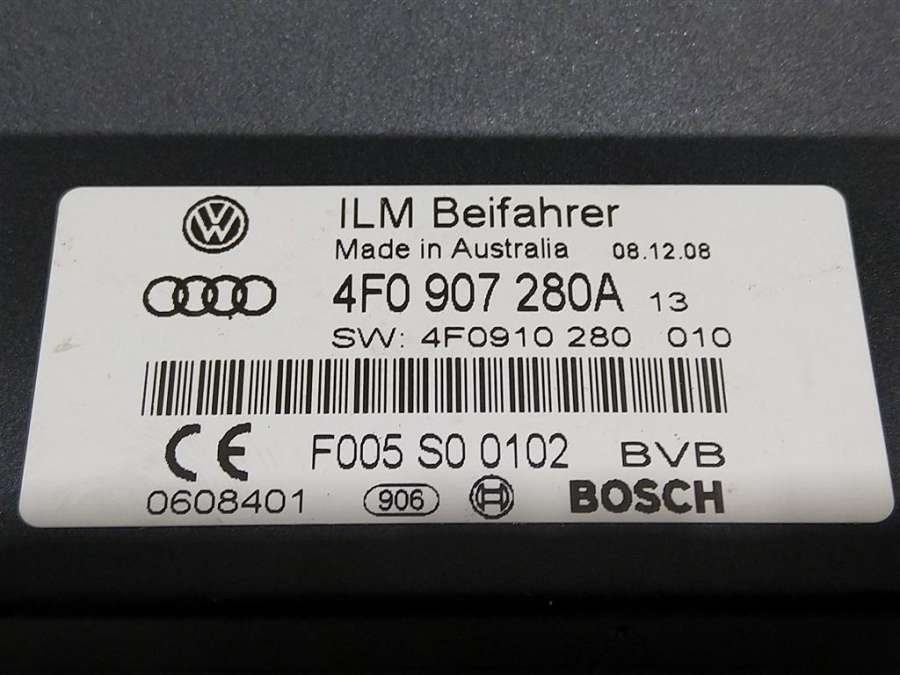 ILM Beifahrer
Made in Australia 08.12.08
4F0 907 280A 13
SW: 4F0910 280 010
CE F005 S0 0102 BVB
0608401 906 BOSCH